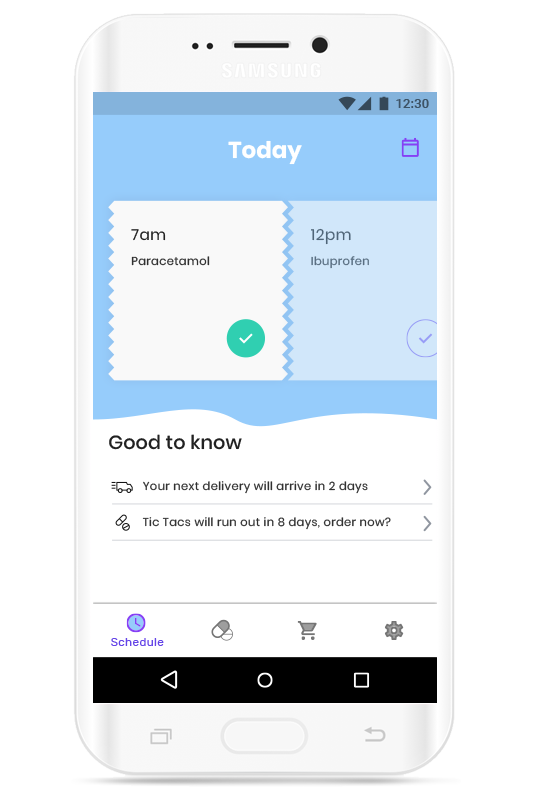 SAMSUNG
12:30
Today
7am
Paracetamol
12pm
Ibuprofen
Good to know
Your next delivery will arrive in 2 days
Tic Tacs will run out in 8 days, order now?
Schedule